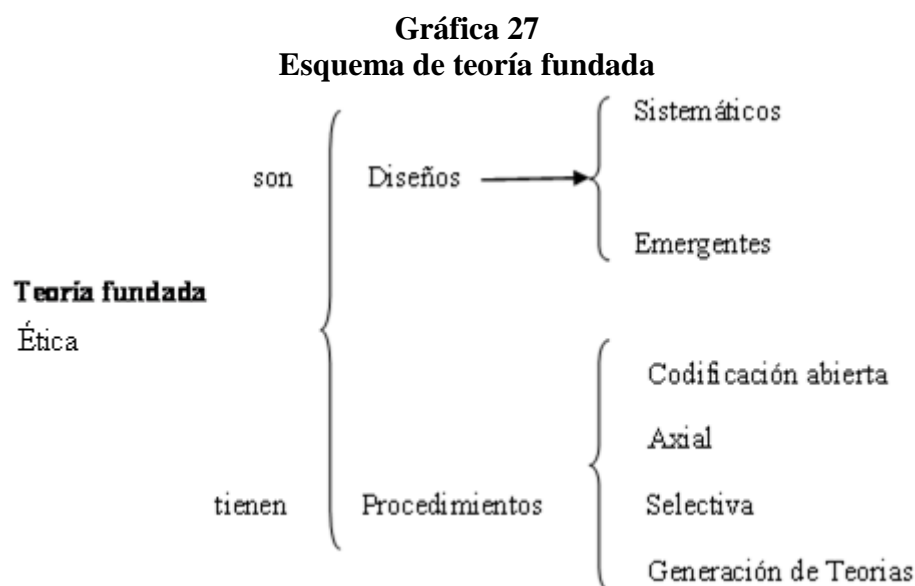 Gráfica 27
Esquema de teoría fundada
Sistemáticos
son
Diseños
Emergentes
Teoría fundada
Ética
Codificación abierta
Axial
tienen
Procedimientos
Selectiva
Generación de Teorias